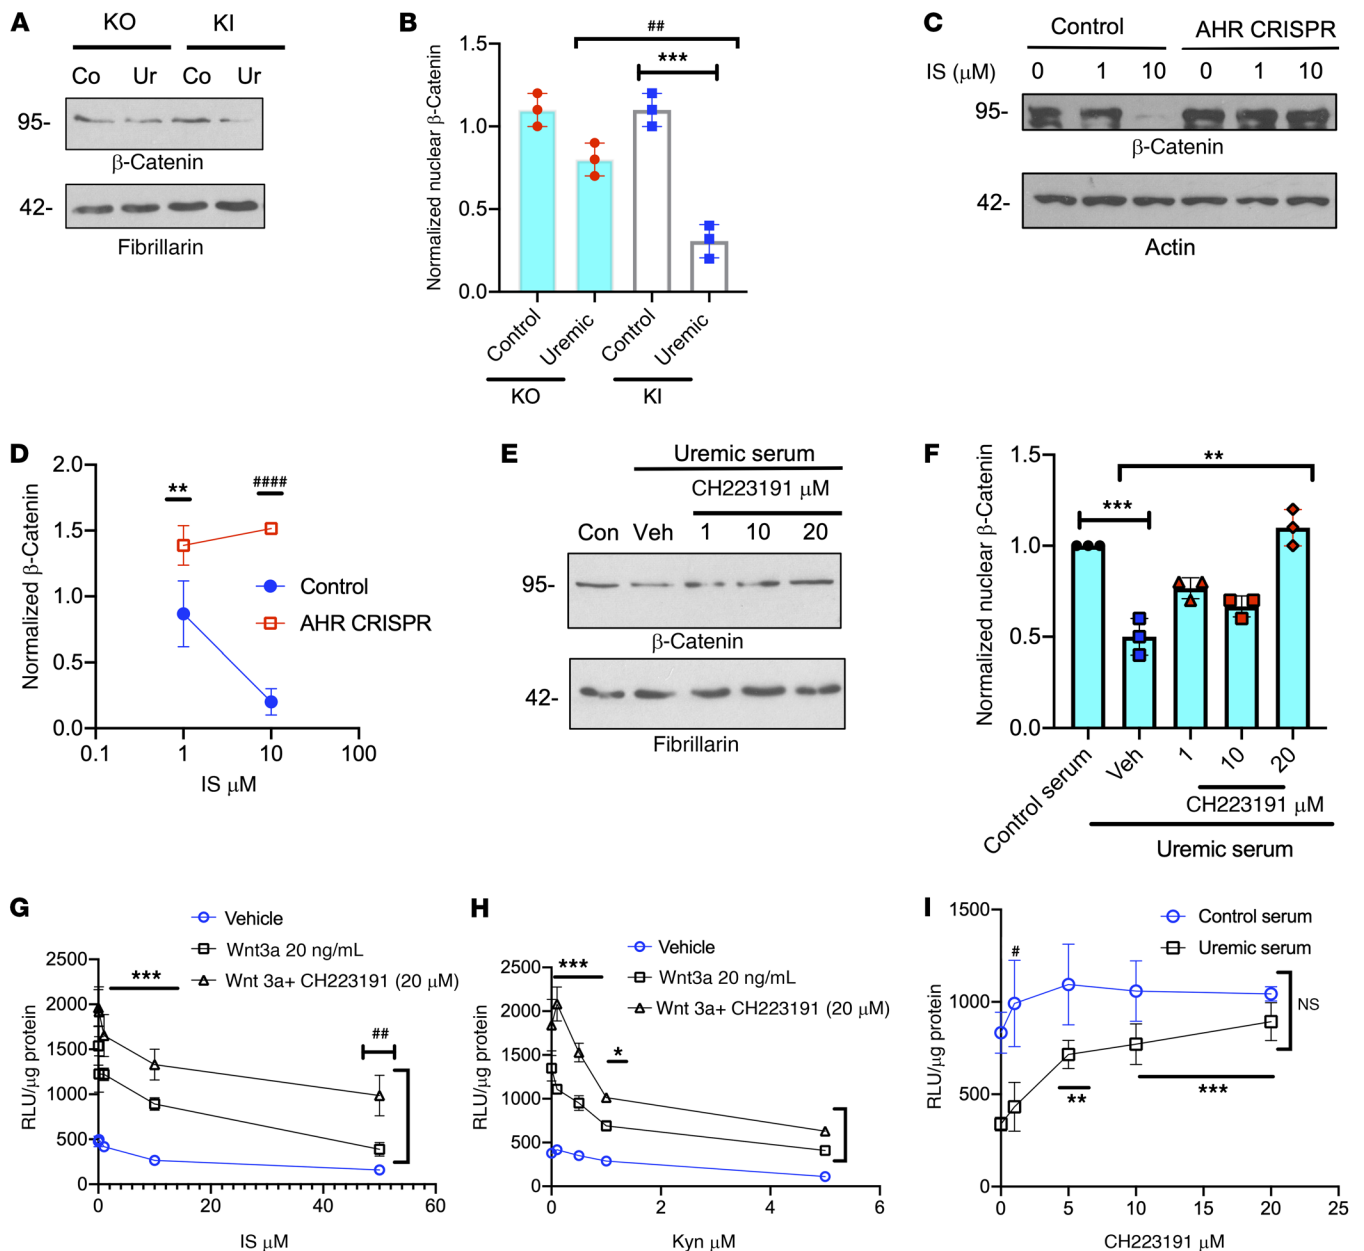 A
KO KI
Co Ur Co Ur
95-
β-Catenin
42-
Fibrillarin
B
Normalized nuclear β-Catenin
1.5
1.0
0.5
0.0
##
***
Control Uremic Control Uremic
KO KI
C
Control AHR CRISPR
IS (μM) 0 1 10 0 1 10
95-
β-Catenin
42-
Actin
D
Normalized β-Catenin
2.0
1.5
1.0
0.5
0.0
** ####
Control
AHR CRISPR
0.1 1 10 100
IS μM
E
Uremic serum
CH223191 μM
Con Veh 1 10 20
95-
β-Catenin
42-
Fibrillarin
F
Normalized nuclear β-Catenin
1.5
1.0
0.5
0.0
**
***
Control serum Veh 1 10 20
CH223191 μM
Uremic serum
G
Vehicle
Wnt3a 20 ng/mL
Wnt 3a+ CH223191 (20 μM)
RLU/μg protein
2500
2000
1500
1000
500
0
***
##
0 20 40 60
IS μM
H
Vehicle
Wnt3a 20 ng/mL
Wnt 3a+ CH223191 (20 μM)
RLU/μg protein
2500
2000
1500
1000
500
0
***
*
0 2 4 6
Kyn μM
I
Control serum
Uremic serum
RLU/μg protein
1500
1000
500
0
#
NS
**
***
0 5 10 15 20 25
CH223191 μM